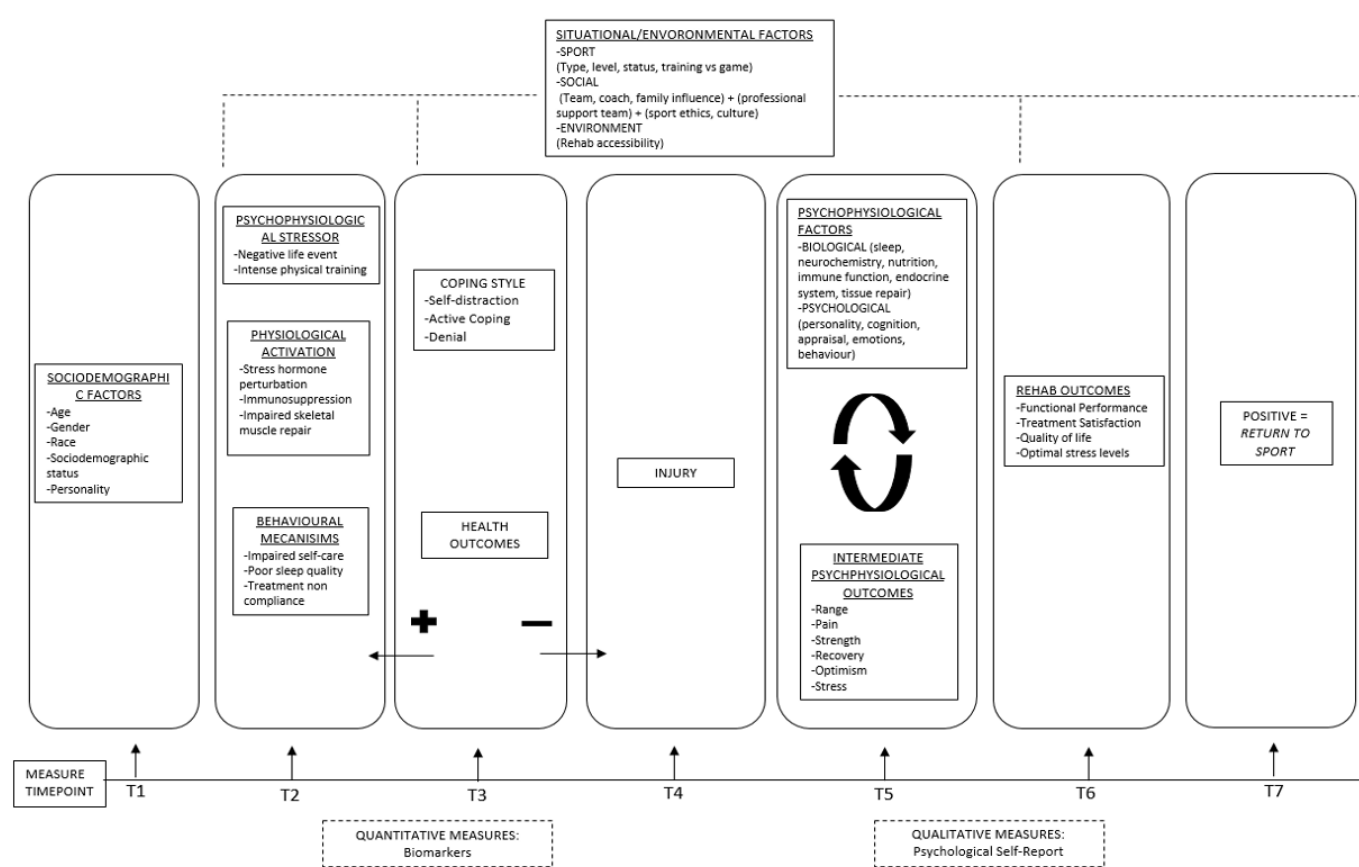 SITUATIONAL/ENVORONMENTAL FACTORS
-SPORT
(Type, level, status, training vs game)
-SOCIAL
(Team, coach, family influence) + (professional
support team) + (sport ethics, culture)
-ENVIRONMENT
(Rehab accessibility)
SOCIODEMOGRAPHI
C FACTORS
-Age
-Gender
-Race
-Sociodemographic
status
-Personality
PSYCHOPHYSIOLOGIC
AL STRESSOR
-Negative life event
-Intense physical training
PHYSIOLOGICAL
ACTIVATION
-Stress hormone
perturbation
-Immunosuppression
-Impaired skeletal
muscle repair
BEHAVIOURAL
MECANISIMS
-Impaired self-care
-Poor sleep quality
-Treatment non
compliance
COPING STYLE
-Self-distraction
-Active Coping
-Denial
HEALTH
OUTCOMES
+ −
INJURY
PSYCHOPHYSIOLOGICAL
FACTORS
-BIOLOGICAL (sleep,
neurochemistry, nutrition,
immune function, endocrine
system, tissue repair)
-PSYCHOLOGICAL
(personality, cognition,
appraisal, emotions,
behaviour)
INTERMEDIATE
PSYCHPHYSIOLOGICAL
OUTCOMES
-Range
-Pain
-Strength
-Recovery
-Optimism
-Stress
REHAB OUTCOMES
-Functional Performance
-Treatment Satisfaction
-Quality of life
-Optimal stress levels
POSITIVE =
RETURN TO
SPORT
MEASURE
TIMEPOINT
T1 T2 T3 T4 T5 T6 T7
QUANTITATIVE MEASURES:
Biomarkers
QUALITATIVE MEASURES:
Psychological Self-Report